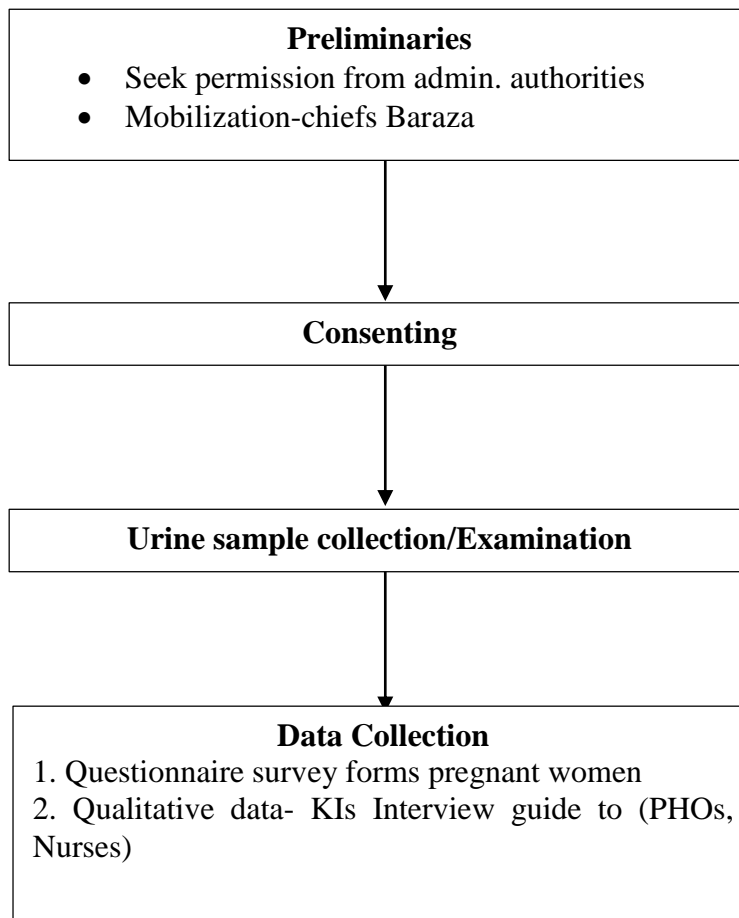 Preliminaries
• Seek permission from admin. authorities
• Mobilization-chiefs Baraza
Consenting
Urine sample collection/Examination
Data Collection
1. Questionnaire survey forms pregnant women
2. Qualitative data- KIs Interview guide to (PHOs,
Nurses)